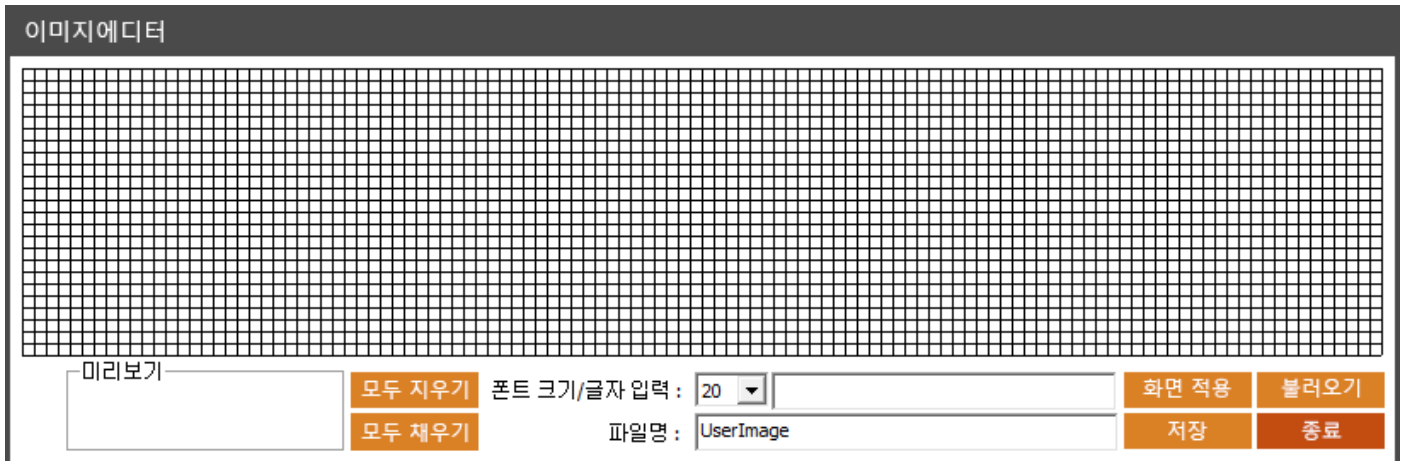 이미지에디터
미리보기
모두 지우기 폰트 크기/글자 입력 : 20 화면 적용 불러오기
모두 채우기 파일명 : UserImage 저장 종료